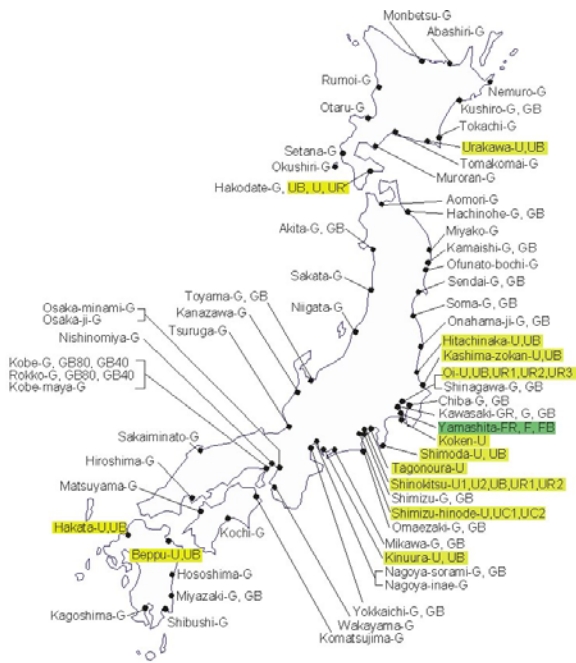 Monbetsu-G
Abashiri-G
Rumoi-G
Nemuro-G
Kushiro-G, GB
Otaru-G
Tokachi-G
Urakawa-U,UB
Setana-G
Tomakomai-G
Okushiri-G
Muroran-G
Hakodate-G, UB, U, UR
Aomori-G
Hachinohe-G, GB
Akita-G, GB
Miyako-G
Kamaishi-G, GB
Ofunato-bochi-G
Sendai-G, GB
Sakata-G
Toyama-G, GB
Soma-G, GB
Osaka-minami-G
Osaka-ji-G
Kanazawa-G
Niigata-G
Onahama-ji-G, GB
Tsuruga-G
Nishinomiya-G
Hitachinaka-U,UB
Kashima-zokan-U,UB
Kobe-G, GB80, GB40
Rokko-G, GB80, GB40
Kobe-maya-G
Oi-U,UB,UR1,UR2,UR3
Shinagawa-G, GB
Chiba-G, GB
Kawasaki-GR, G, GB
Yamashita-FR, F, FB
Koken-U
Sakaiminato-G
Shimoda-U, UB
Hiroshima-G
Tagonoura-U
Matsuyama-G
Shinokitsu-U1, U2,UB,UR1,UR2
Shimizu-G, GB
Shimizu-hinode-U,UC1,UC2
Hakata-U,UB
Kochi-G
Omaezaki-G, GB
Mikawa-G, GB
Beppu-U,UB
Kinuura-U, UB
Hososhima-G
Nagoya-sorami-G, GB
Nagoya-inae-G
Miyazaki-G, GB
Yokkaichi-G, GB
Kagoshima-G
Shibushi-G
Wakayama-G
Komatsujima-G